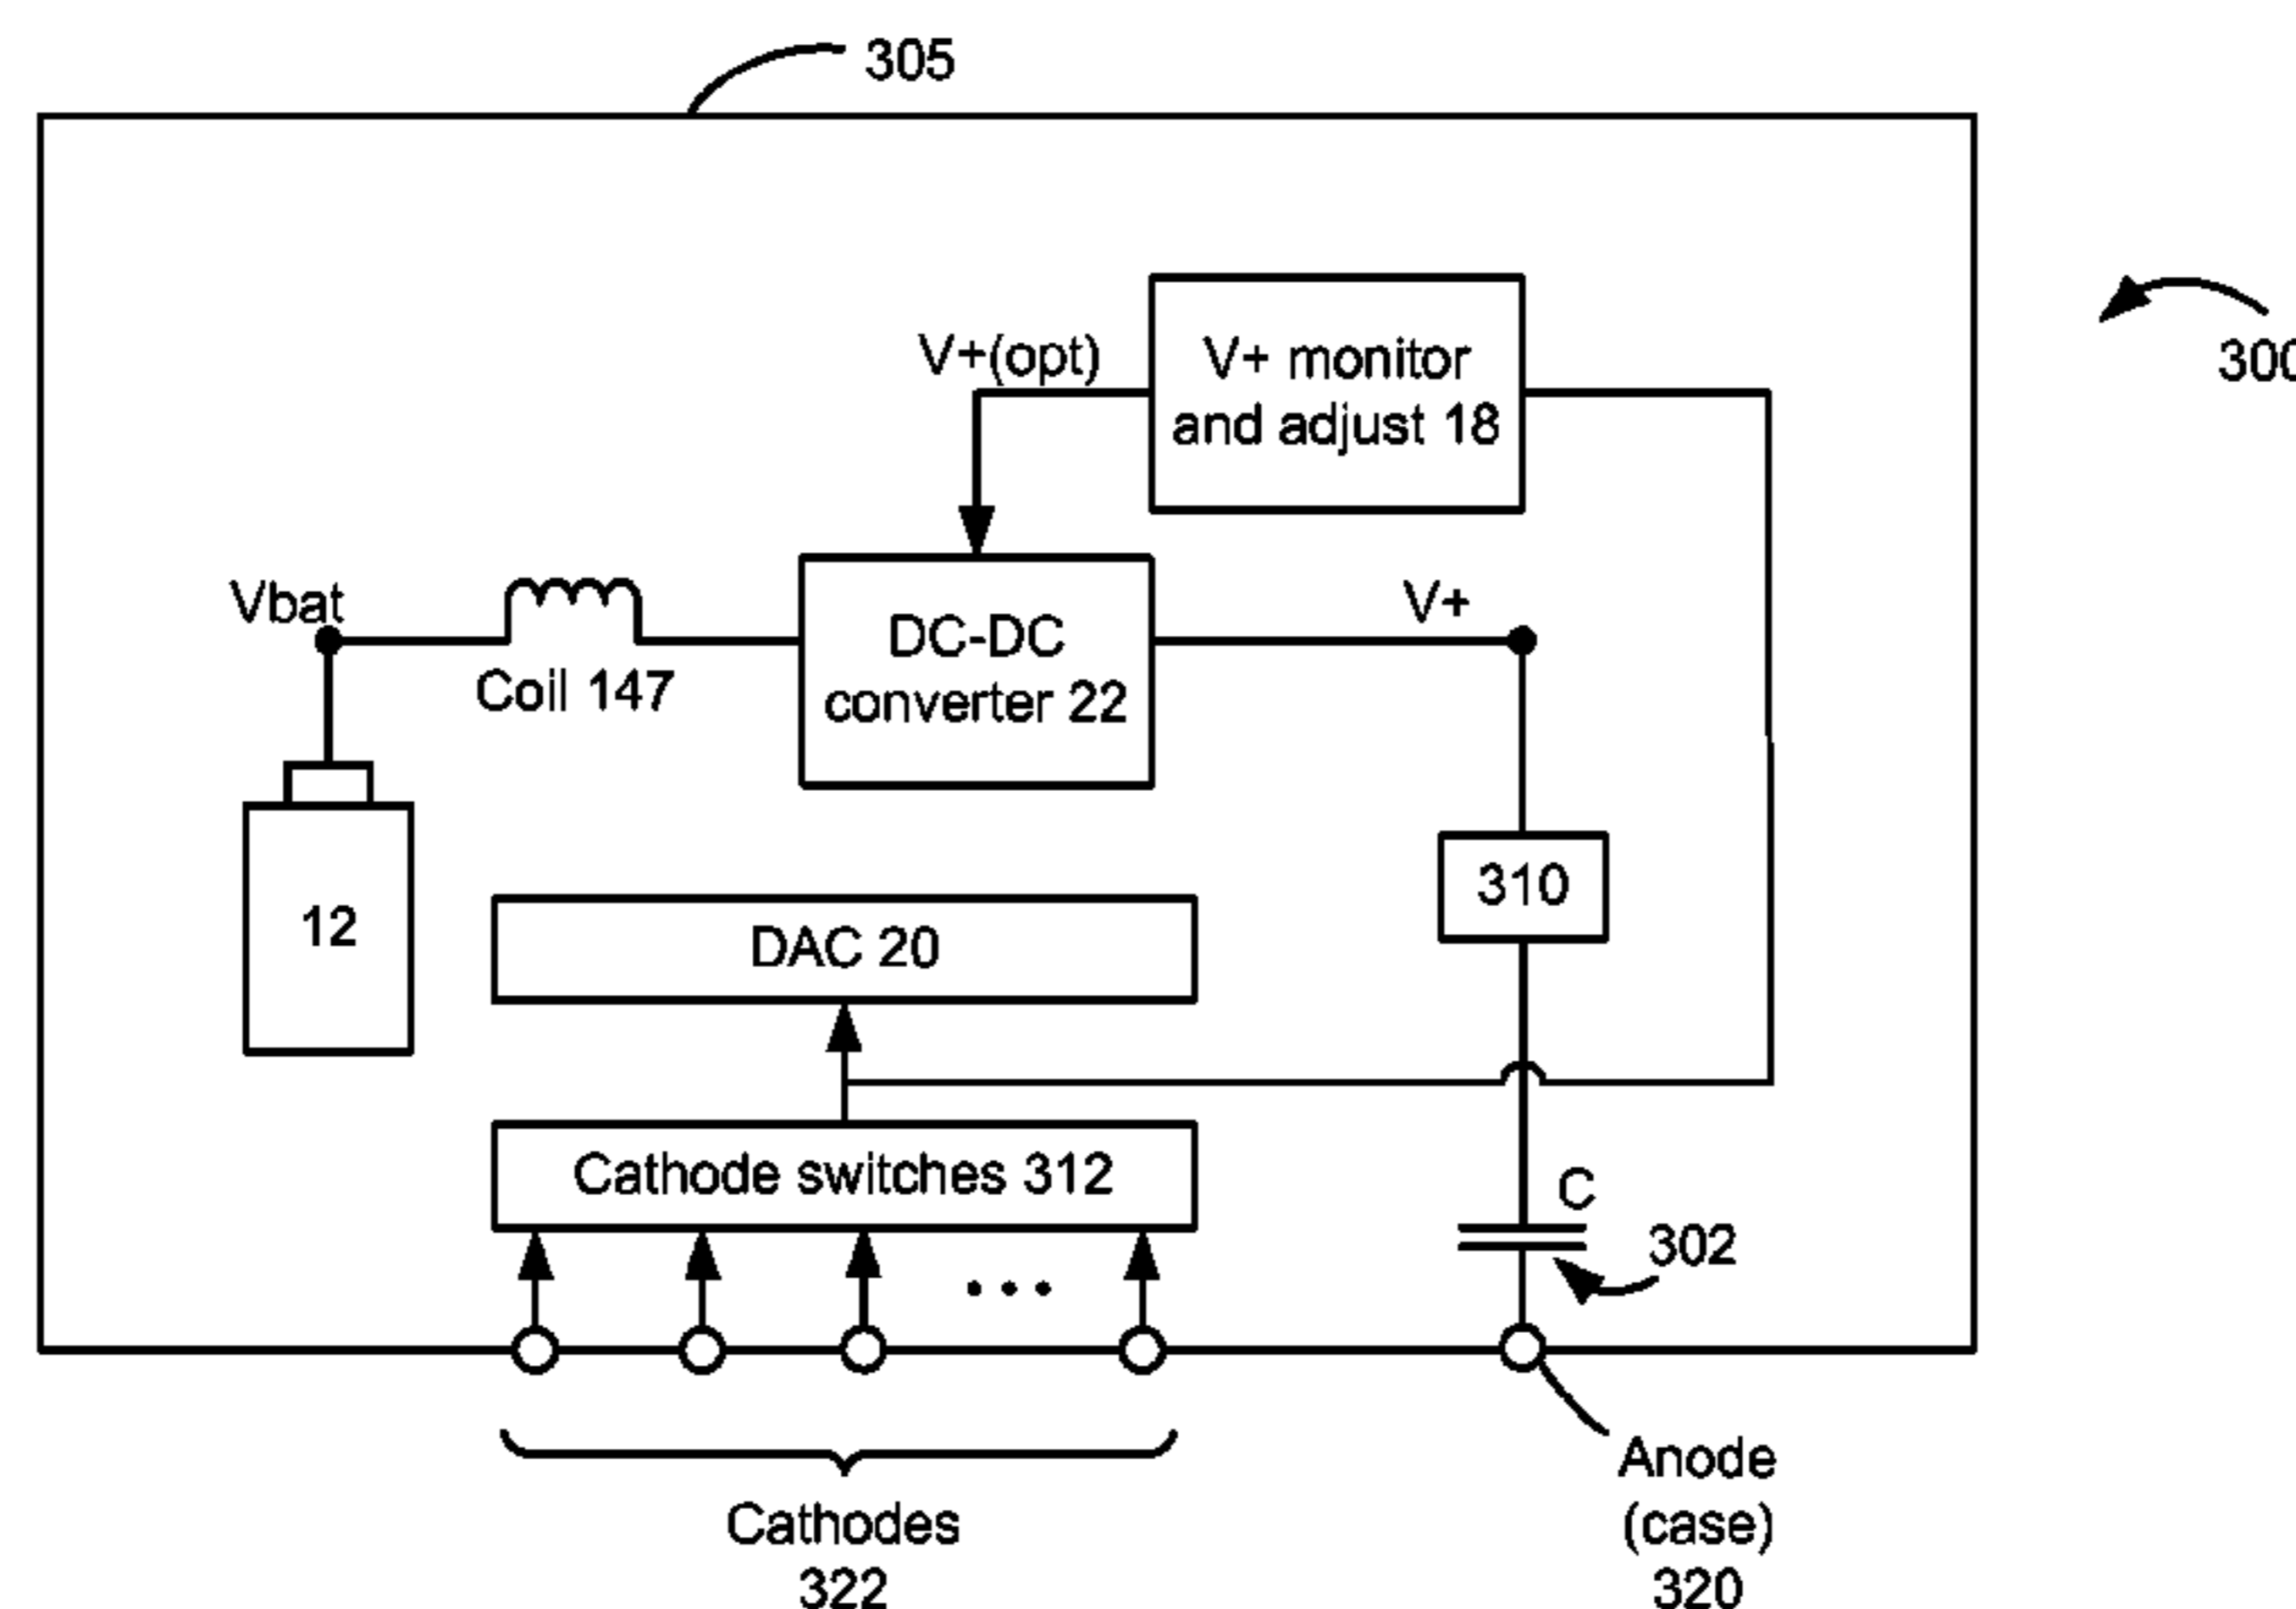 305
300
V+(opt)
V+ monitor
and adjust 18
Vbat
Coil 147
DC-DC
converter 22
V+
12
310
DAC 20
Cathode switches 312
C
302
Cathodes
322
Anode
(case)
320